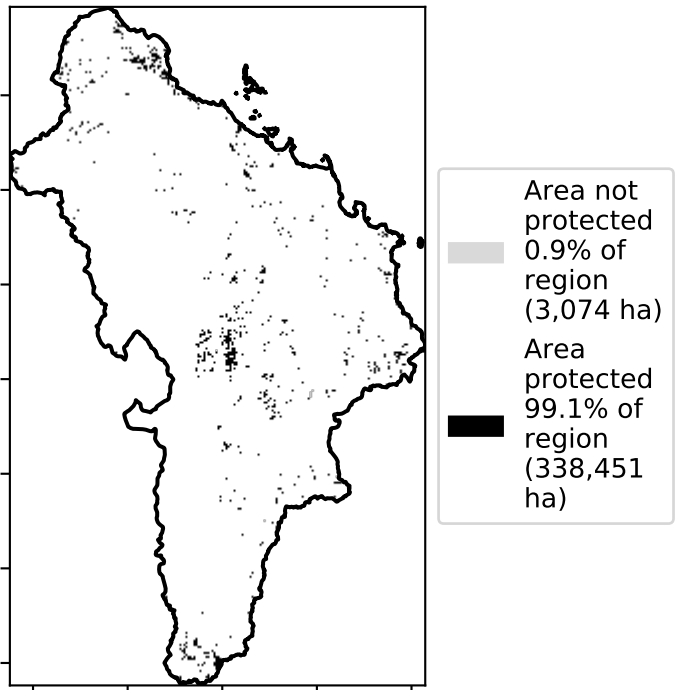 Area not
protected
0.9% of
region
(3,074 ha)
Area
protected
99.1% of
region
(338,451
ha)